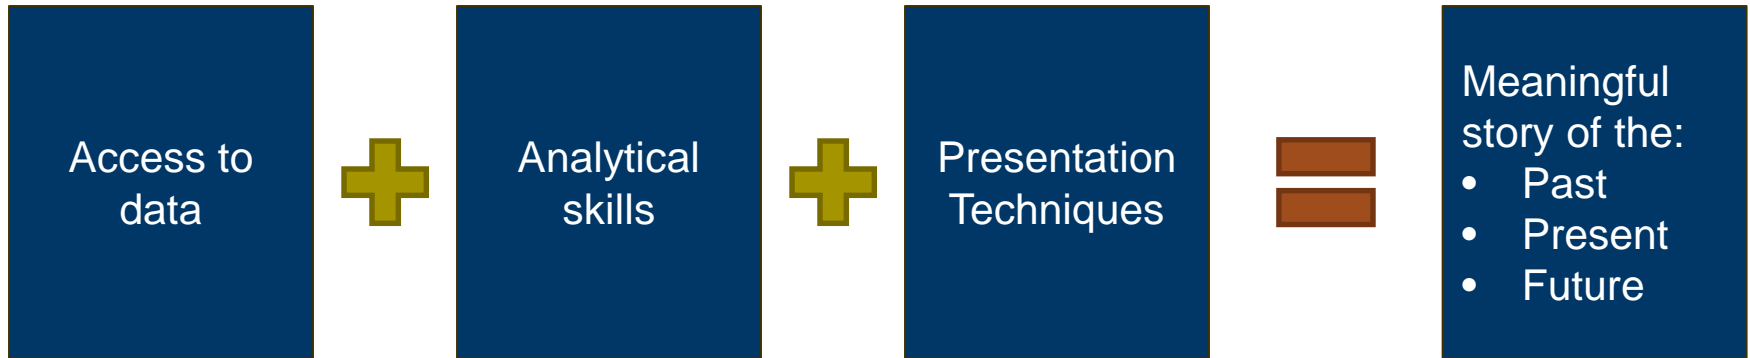 Access to
data
Analytical
skills
Presentation
Techniques
Meaningful
story of the:
• Past
• Present
• Future